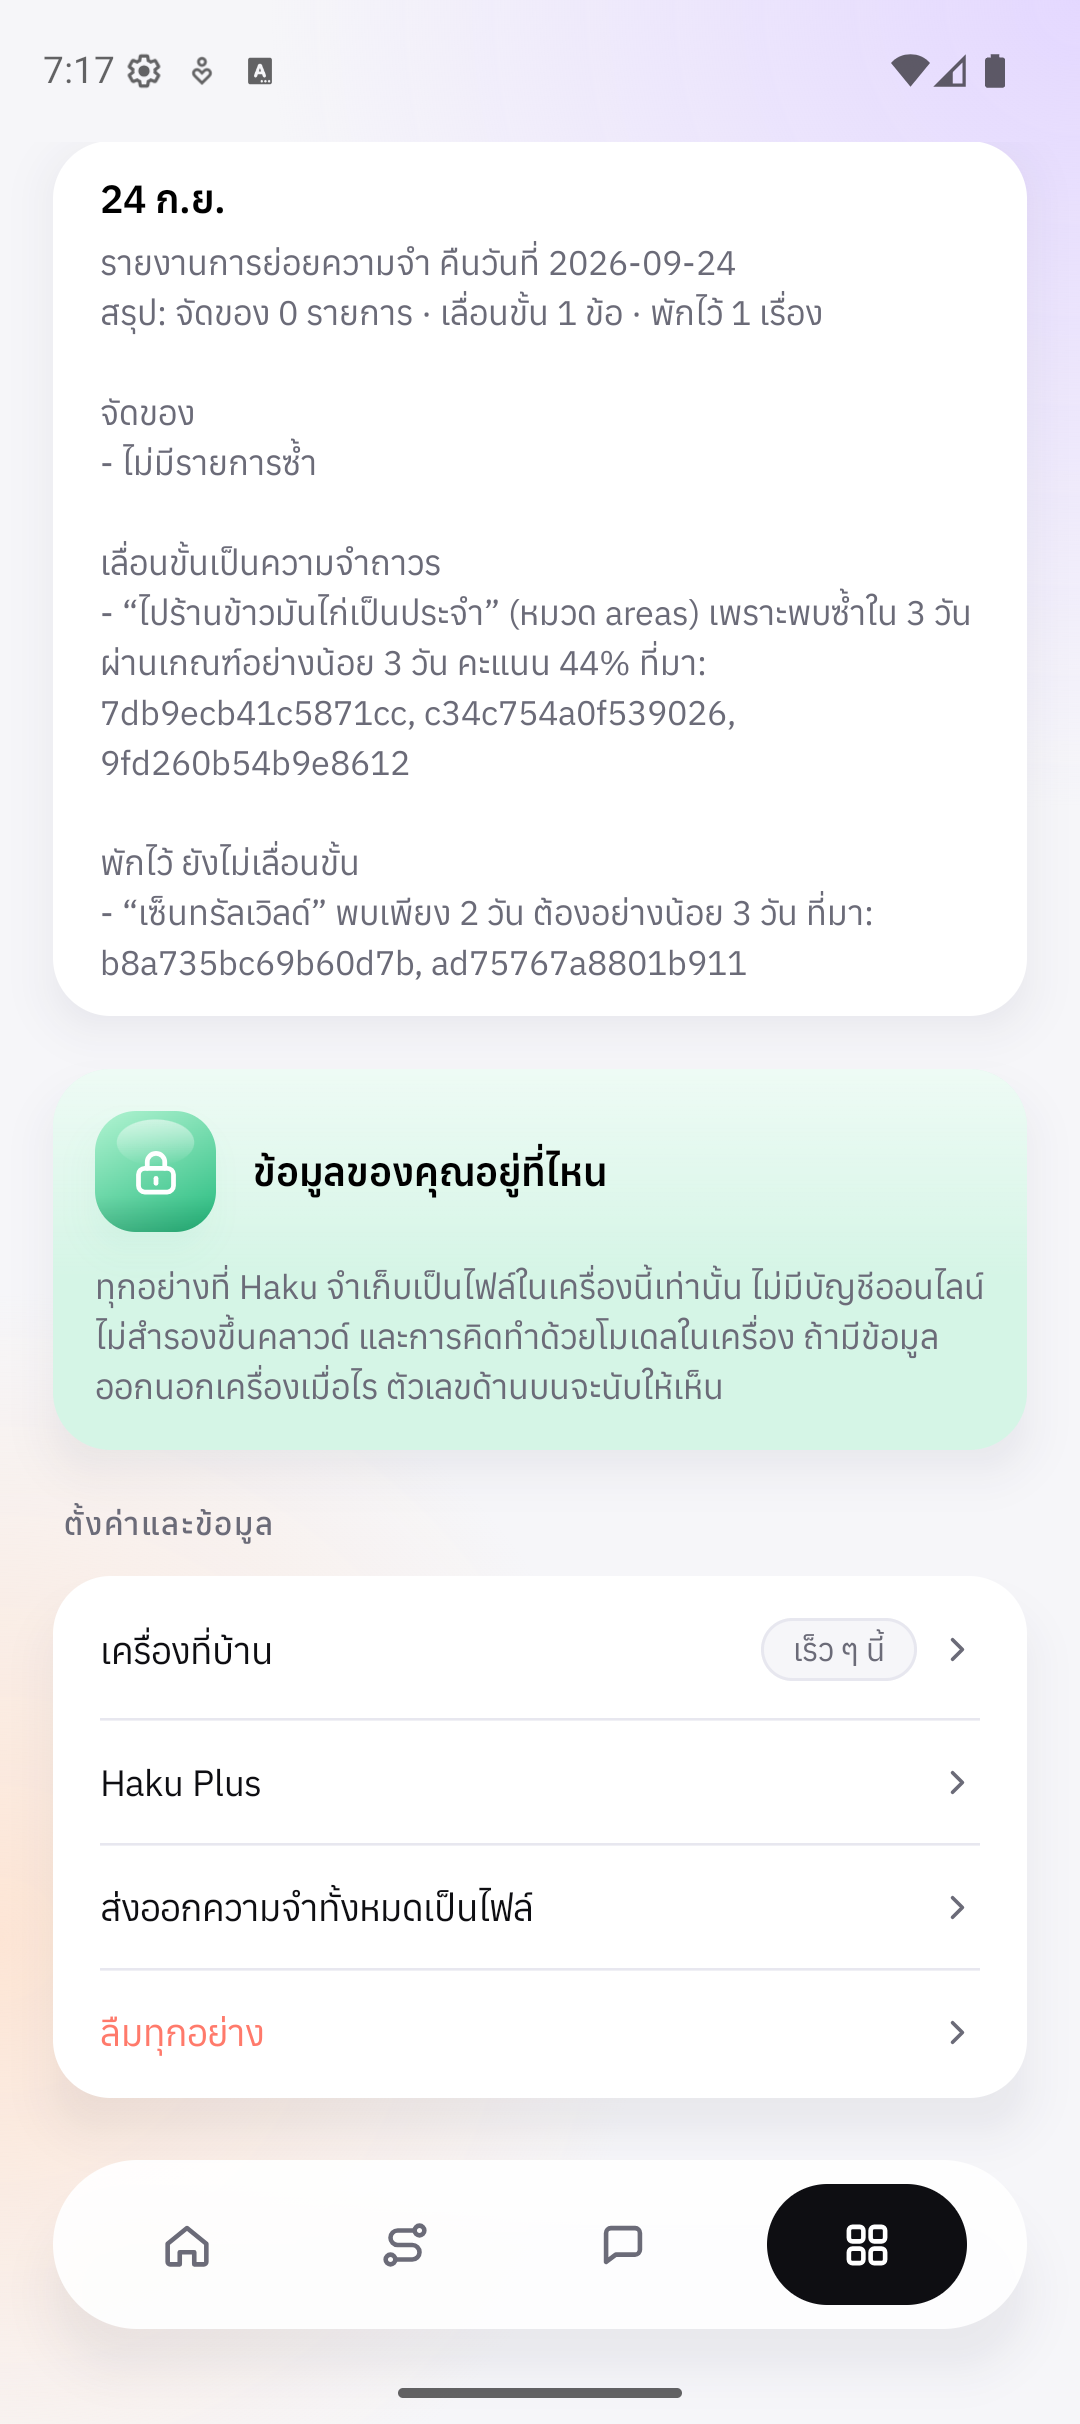 7:17
24 ก.ย.
รายงานการย่อยความจำ คืนวันที่ 2026-09-24
สรุป: จัดของ 0 รายการ · เลื่อนขั้น 1 ข้อ · พักไว้ 1 เรื่อง
จัดของ
- ไม่มีรายการซ้ำ
เลื่อนขั้นเป็นความจำถาวร
- “ไปร้านข้าวมันไก่เป็นประจำ” (หมวด areas) เพราะพบซ้ำใน 3 วัน
ผ่านเกณฑ์อย่างน้อย 3 วัน คะแนน 44% ที่มา:
7db9ecb41c5871cc, c34c754a0f539026,
9fd260b54b9e8612
พักไว้ ยังไม่เลื่อนขั้น
- “เซ็นทรัลเวิลด์” พบเพียง 2 วัน ต้องอย่างน้อย 3 วัน ที่มา:
b8a735bc69b60d7b, ad75767a8801b911
ข้อมูลของคุณอยู่ที่ไหน
ทุกอย่างที่ Haku จำเก็บเป็นไฟล์ในเครื่องนี้เท่านั้น ไม่มีบัญชีออนไลน์
ไม่สำรองขึ้นคลาวด์ และการคิดทำด้วยโมเดลในเครื่อง ถ้ามีข้อมูล
ออกนอกเครื่องเมื่อไร ตัวเลขด้านบนจะนับให้เห็น
ตั้งค่าและข้อมูล
เครื่องที่บ้าน
เร็ว ๆ นี้
Haku Plus
ส่งออกความจำทั้งหมดเป็นไฟล์
ลืมทุกอย่าง